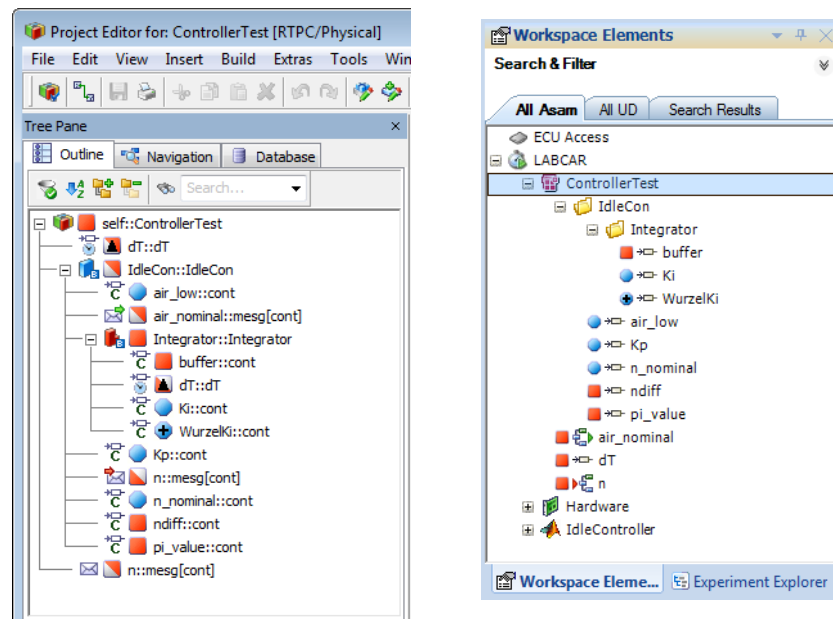 Project Editor for: ControllerTest [RTPC/Physical]
File Edit View Insert Build Extras Tools Win
Tree Pane
Outline Navigation Database
Search...
self::ControllerTest
dT::dT
IdleCon::IdleCon
air_low::cont
air_nominal::mesg[cont]
Integrator::Integrator
buffer::cont
dT::dT
Ki::cont
WurzelKi::cont
Kp::cont
n::mesg[cont]
n_nominal::cont
ndiff::cont
pi_value::cont
n::mesg[cont]
Workspace Elements
Search & Filter
All Asam All UD Search Results
ECU Access
LABCAR
ControllerTest
IdleCon
Integrator
buffer
Ki
WurzelKi
air_low
Kp
n_nominal
ndiff
pi_value
air_nominal
dT
n
Hardware
IdleController
Workspace Eleme... Experiment Explorer